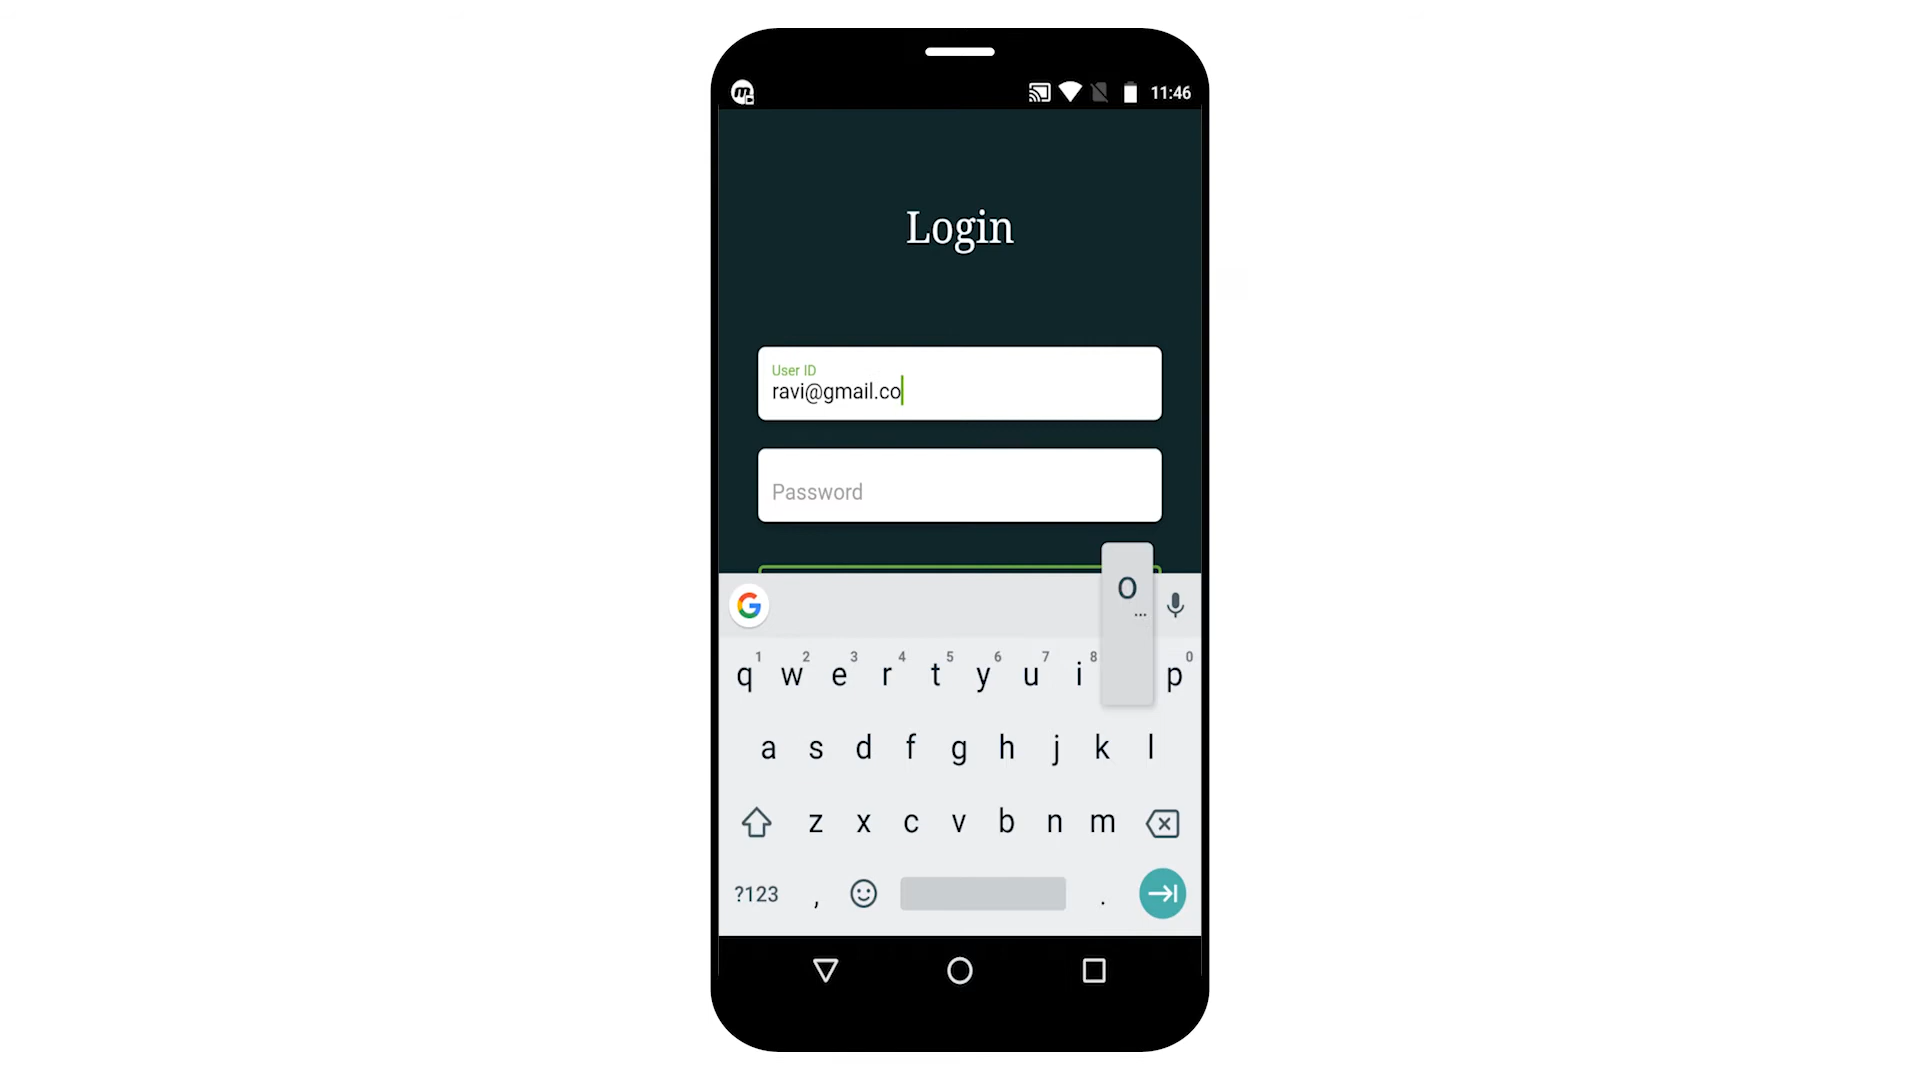 11:46
Login
User ID
ravi@gmail.co
Password
o
...
1 2 3 4 5 6 7 8 0
q w e r t y u i p
a s d f g h j k l
z x c v b n m
?123 , .